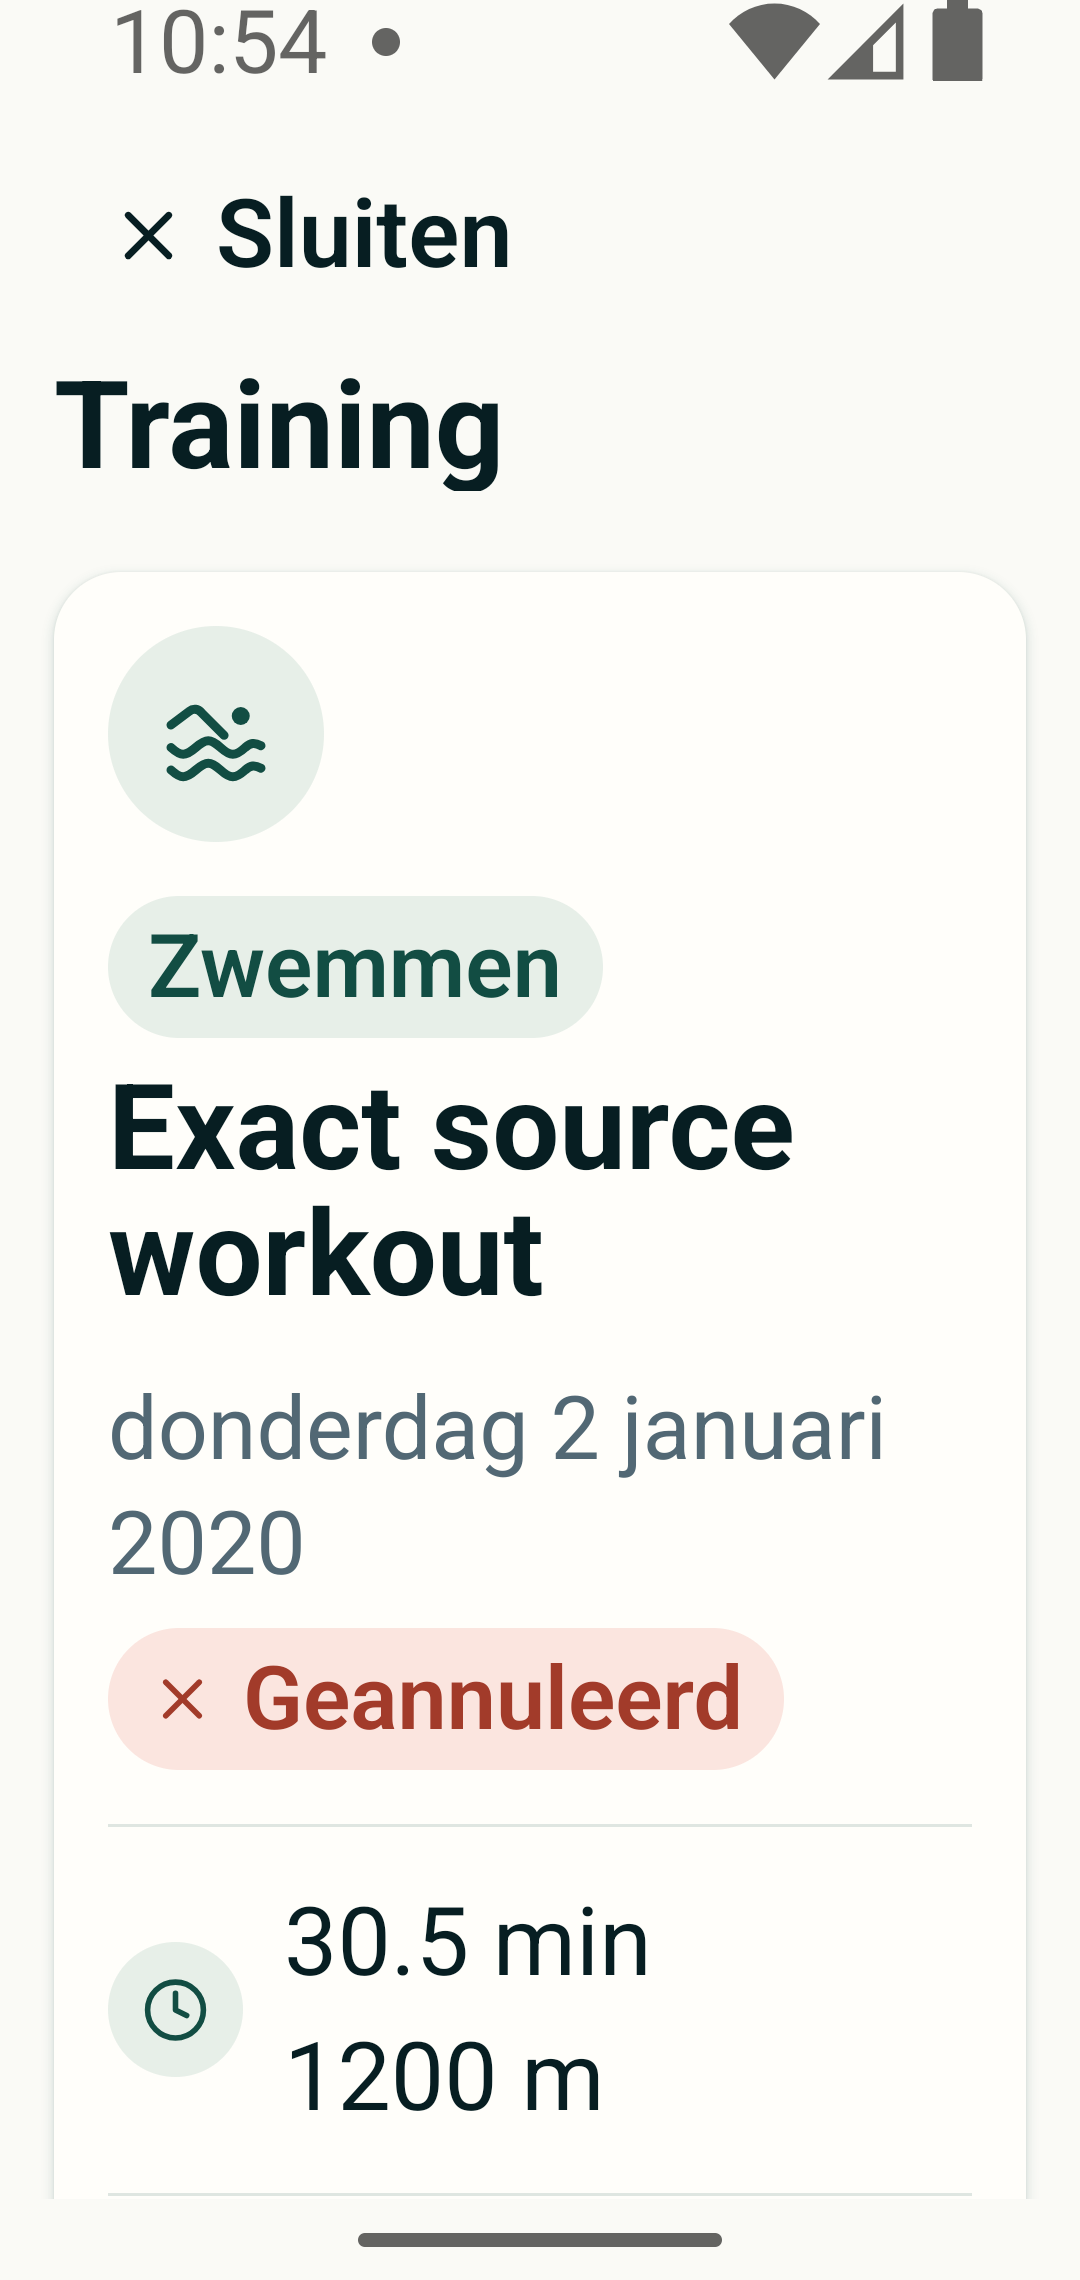 10:54
Sluiten
Training
Zwemmen
Exact source
workout
donderdag 2 januari
2020
Geannuleerd
30.5 min
1200 m